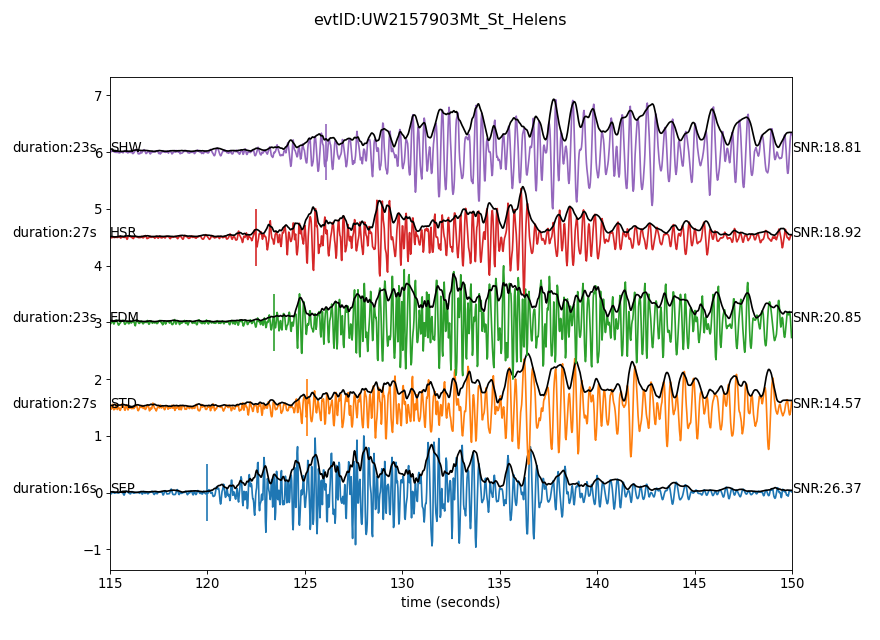 evtID:UW2157903Mt_St_Helens
7
duration:23s SHW SNR:18.81
6
5
duration:27s HSR SNR:18.92
4
duration:23s EDM SNR:20.85
3
2
duration:27s STD SNR:14.57
1
duration:16s SEP SNR:26.37
0
−1
115 120 125 130 135 140 145 150
time (seconds)